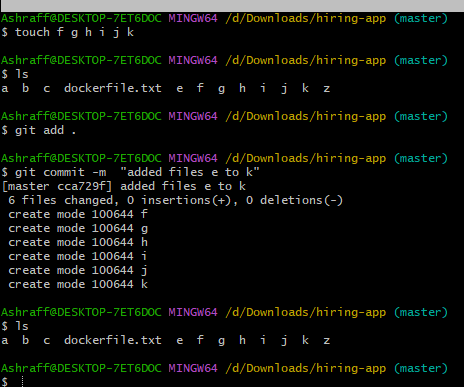 Ashraff@DESKTOP-7ET6DOC MINGW64 /d/Downloads/hiring-app (master)
$ touch f g h i j k
Ashraff@DESKTOP-7ET6DOC MINGW64 /d/Downloads/hiring-app (master)
$ ls
a  b  c  dockerfile.txt  e  f  g  h  i  j  k  z
Ashraff@DESKTOP-7ET6DOC MINGW64 /d/Downloads/hiring-app (master)
$ git add .
Ashraff@DESKTOP-7ET6DOC MINGW64 /d/Downloads/hiring-app (master)
$ git commit -m  "added files e to k"
[master cca729f] added files e to k
 6 files changed, 0 insertions(+), 0 deletions(-)
 create mode 100644 f
 create mode 100644 g
 create mode 100644 h
 create mode 100644 i
 create mode 100644 j
 create mode 100644 k
Ashraff@DESKTOP-7ET6DOC MINGW64 /d/Downloads/hiring-app (master)
$ ls
a  b  c  dockerfile.txt  e  f  g  h  i  j  k  z
Ashraff@DESKTOP-7ET6DOC MINGW64 /d/Downloads/hiring-app (master)
$